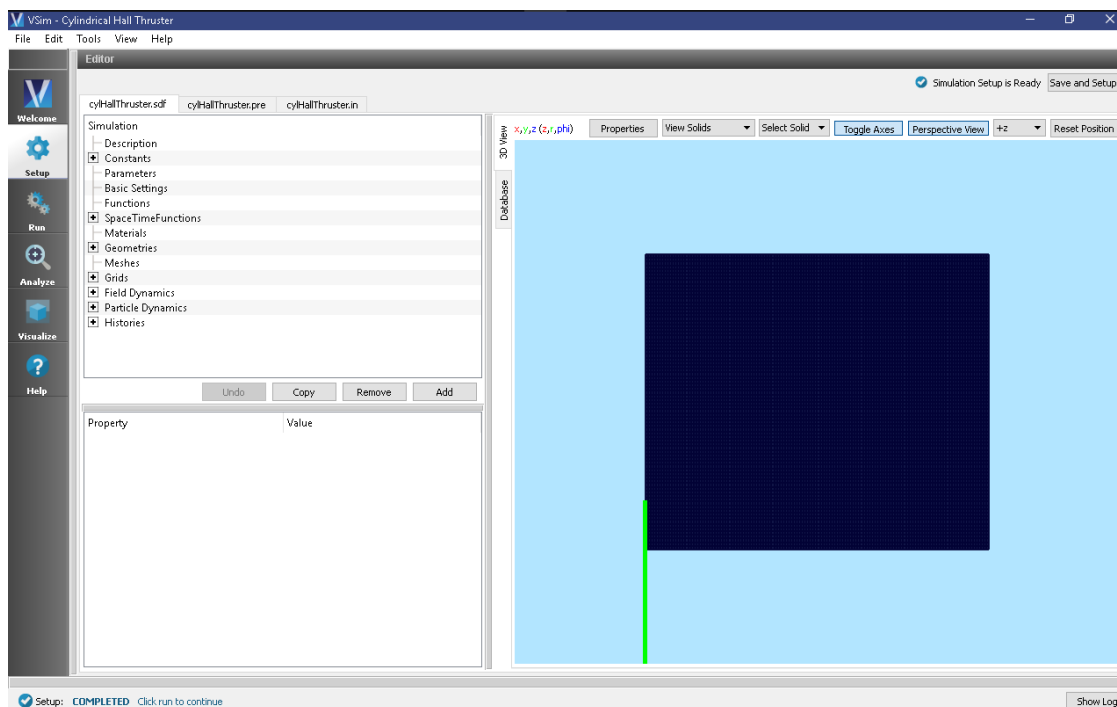 VSim - Cylindrical Hall Thruster
File Edit Tools View Help
Editor
Simulation Setup is Ready Save and Setup
Welcome
Setup
Run
Analyze
Visualize
Help
cylHallThruster.sdf cylHallThruster.pre cylHallThruster.in
Simulation
Description
Constants
Parameters
Basic Settings
Functions
SpaceTimeFunctions
Materials
Geometries
Meshes
Grids
Field Dynamics
Particle Dynamics
Histories
Undo Copy Remove Add
Property Value
3D View
Database
x,y,z (z,r,phi) Properties View Solids Select Solid Toggle Axes Perspective View +z Reset Position
Setup: COMPLETED Click run to continue
Show Log